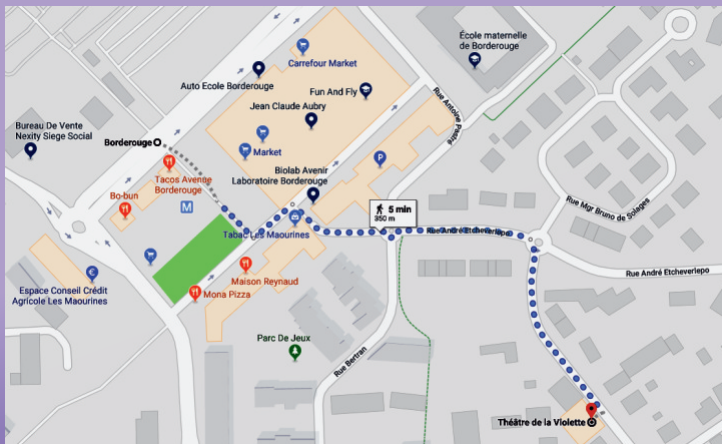 École maternelle
de Borderouge
Carrefour Market
Auto Ecole Borderouge
Fun And Fly
Jean Claude Aubry
Rue Antoine Pastré
Bureau De Vente
Nexity Siege Social
Borderouge
Market
Biolab Avenir
Laboratoire Borderouge
P
Tacos Avenue
Borderouge
Bo-bun
M
5 min
350 m
Rue Mgr Bruno de Solages
Tabac Les Maourines
Rue André Etcheverlepo
Rue André Etcheverlepo
Maison Reynaud
Mona Pizza
Espace Conseil Crédit
Agricole Les Maourines
Parc De Jeux
Rue Bertran
Théâtre de la Violette